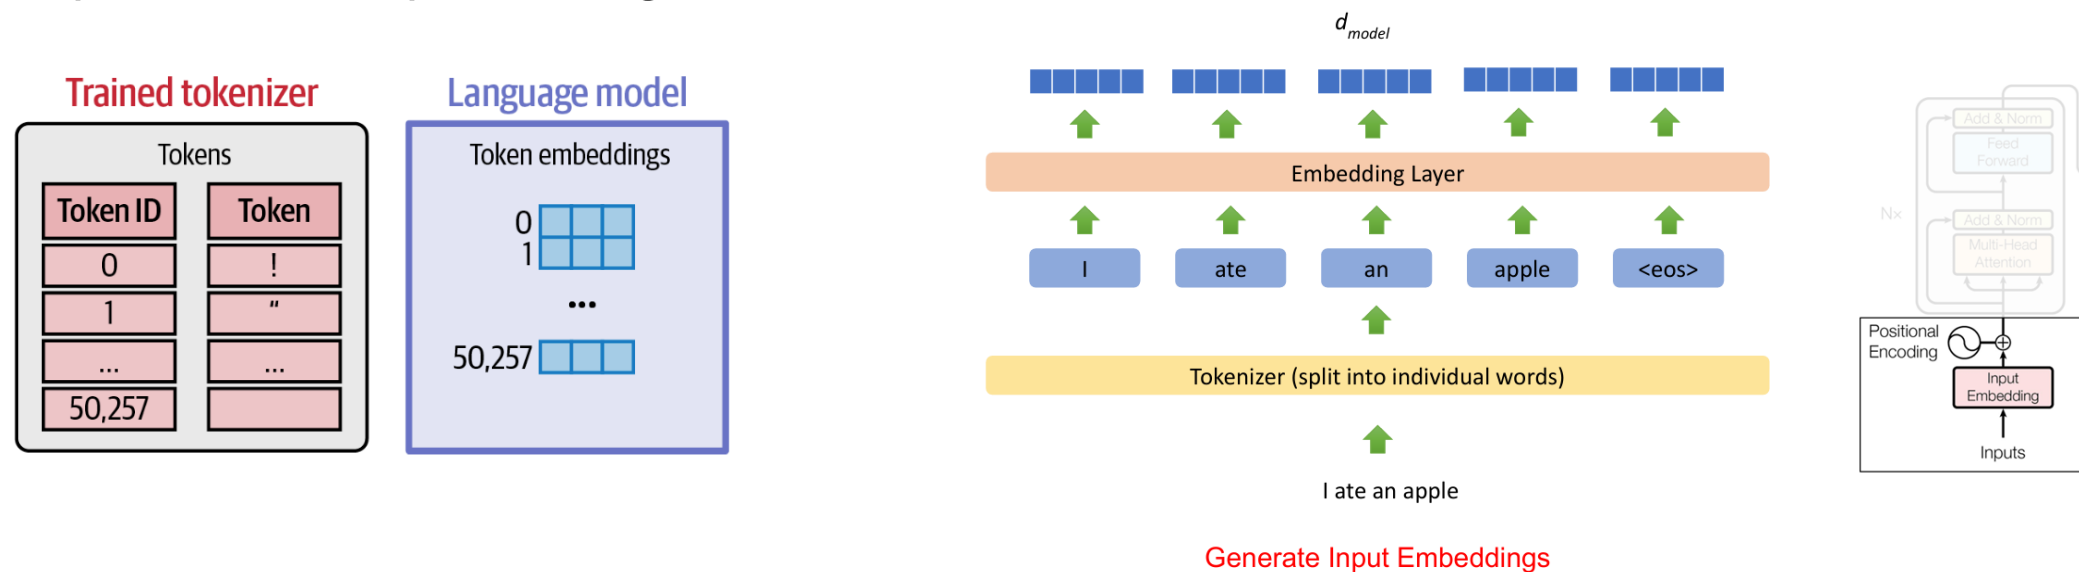 Trained tokenizer
Tokens
Token ID Token
0 !
1 "
... ...
50,257
Language model
Token embeddings
0
1
...
50,257
d_model
Embedding Layer
I ate an apple <eos>
Tokenizer (split into individual words)
I ate an apple
Generate Input Embeddings
Add & Norm
Feed
Forward
N×
Add & Norm
Multi-Head
Attention
Positional
Encoding
Input
Embedding
Inputs